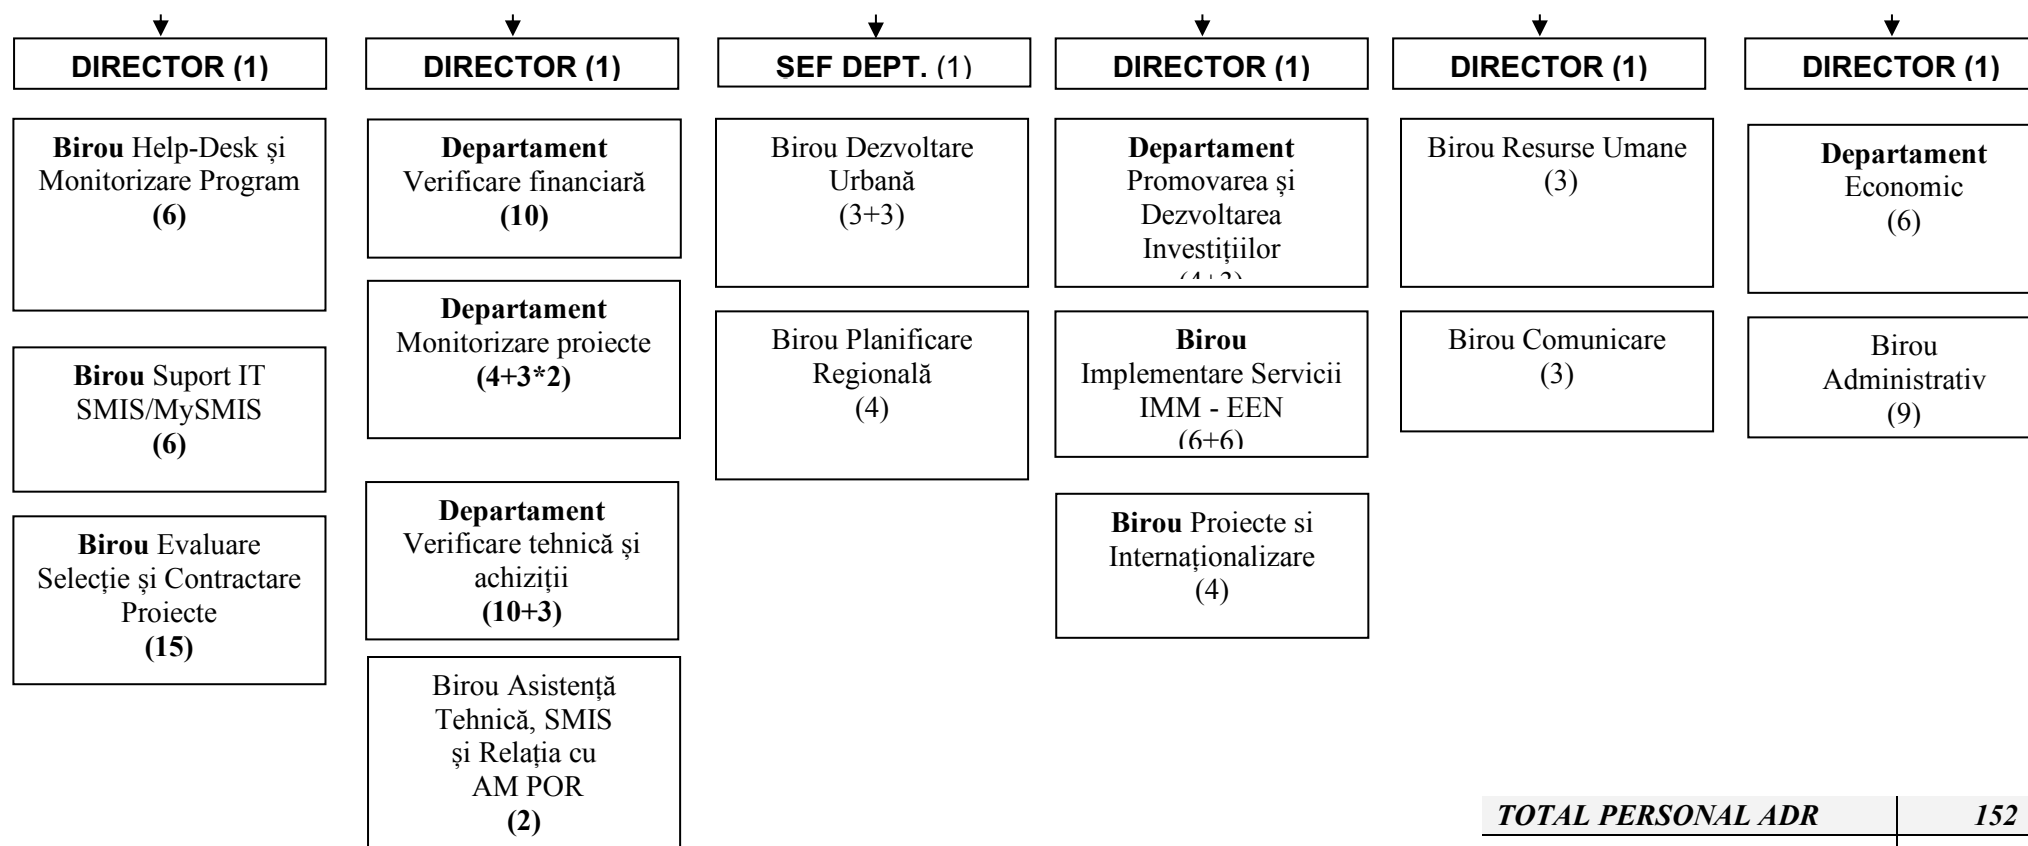 DIRECTOR (1)
Birou Help-Desk și
Monitorizare Program
(6)
Birou Suport IT
SMIS/MySMIS
(6)
Birou Evaluare
Selecție și Contractare
Proiecte
(15)
DIRECTOR (1)
Departament
Verificare financiară
(10)
Departament
Monitorizare proiecte
(4+3*2)
Departament
Verificare tehnică și
achiziții
(10+3)
Birou Asistență
Tehnică, SMIS
și Relația cu
AM POR
(2)
SEF DEPT. (1)
Birou Dezvoltare
Urbană
(3+3)
Birou Planificare
Regională
(4)
DIRECTOR (1)
Departament
Promovarea și
Dezvoltarea
Investițiilor
Birou
Implementare Servicii
IMM - EEN
(6+6)
Birou Proiecte si
Internaționalizare
(4)
DIRECTOR (1)
Birou Resurse Umane
(3)
Birou Comunicare
(3)
DIRECTOR (1)
Departament
Economic
(6)
Birou
Administrativ
(9)
TOTAL PERSONAL ADR 152